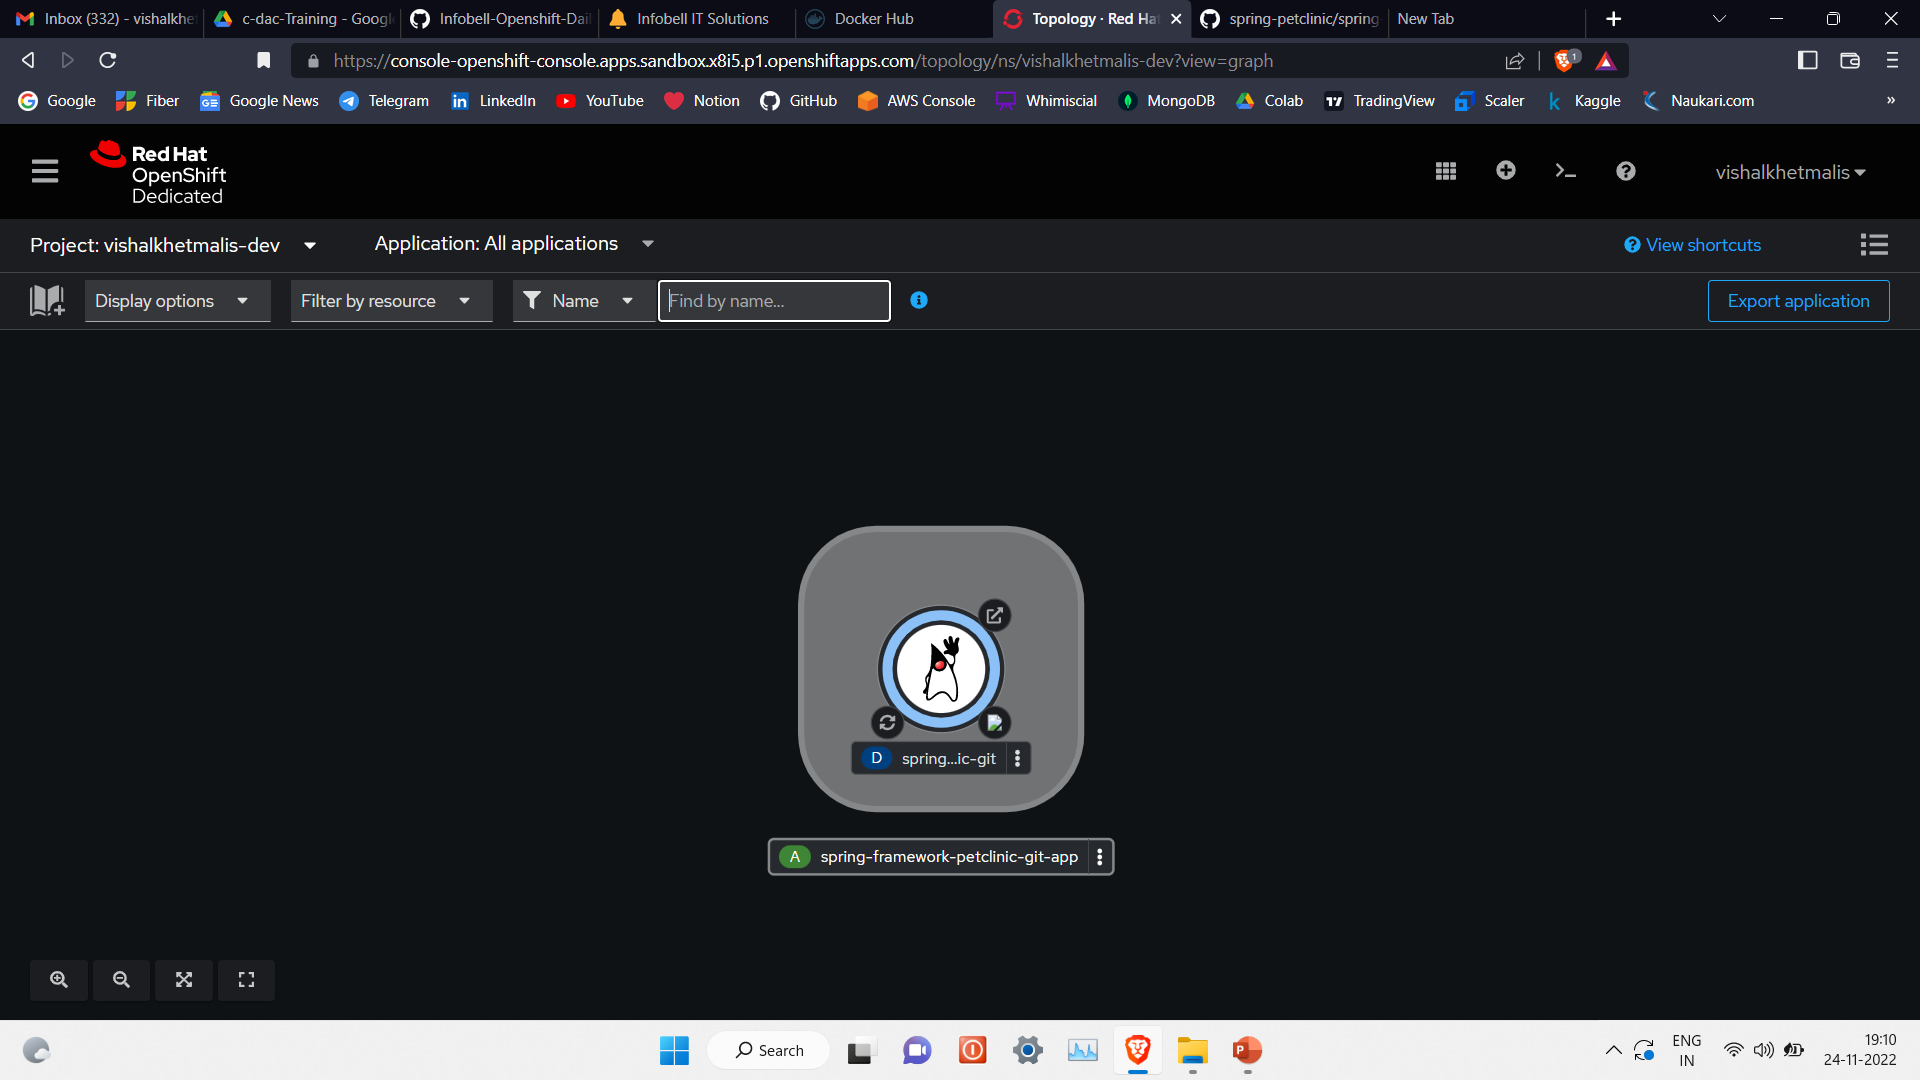 Inbox (332) - vishalkhet
c-dac-Training - Googl
Infobell-Openshift-Dail
Infobell IT Solutions
Docker Hub
Topology · Red Ha
spring-petclinic/spring
New Tab
https://console-openshift-console.apps.sandbox.x8i5.p1.openshiftapps.com/topology/ns/vishalkhetmalis-dev?view=graph
1
Google
Fiber
Google News
Telegram
LinkedIn
YouTube
Notion
GitHub
AWS Console
Whimiscial
MongoDB
Colab
TradingView
Scaler
Kaggle
Naukari.com
»
Red Hat
OpenShift
Dedicated
vishalkhetmalis
Project: vishalkhetmalis-dev
Application: All applications
View shortcuts
Display options
Filter by resource
Name
Find by name...
Export application
D spring...ic-git
A spring-framework-petclinic-git-app
Search
ENG
IN
19:10
24-11-2022